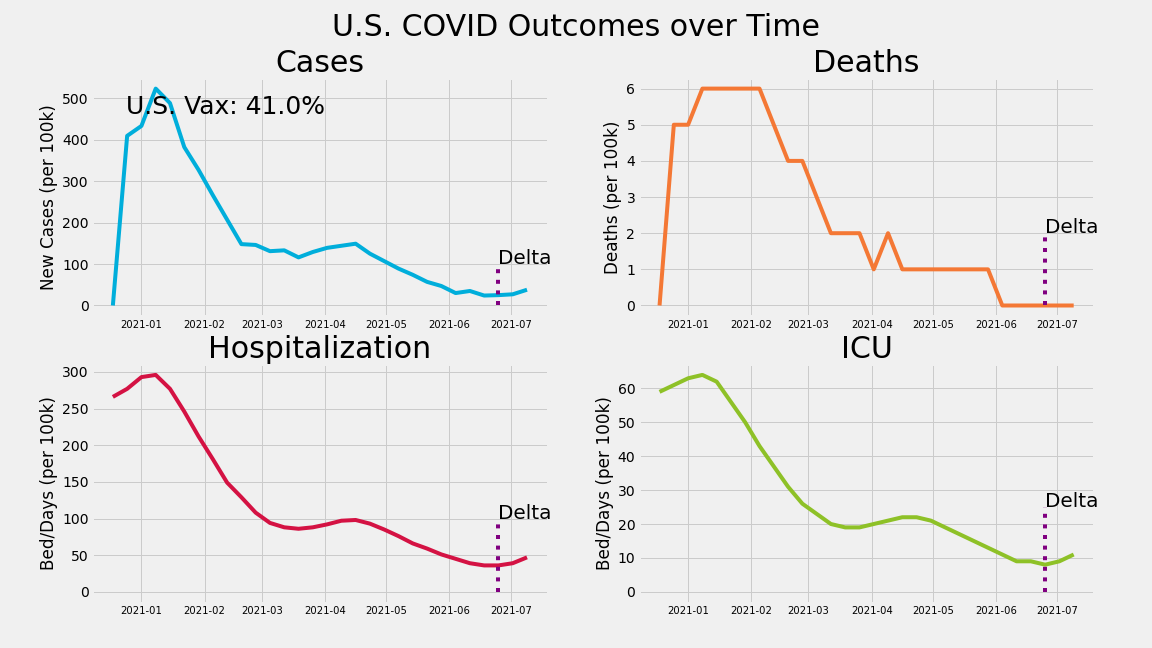 U.S. COVID Outcomes over Time
Cases
U.S. Vax: 41.0%
New Cases (per 100k)
500
400
300
200
100
0
Delta
2021-01 2021-02 2021-03 2021-04 2021-05 2021-06 2021-07
Deaths
Deaths (per 100k)
6
5
4
3
2
1
0
Delta
2021-01 2021-02 2021-03 2021-04 2021-05 2021-06 2021-07
Hospitalization
Bed/Days (per 100k)
300
250
200
150
100
50
0
Delta
2021-01 2021-02 2021-03 2021-04 2021-05 2021-06 2021-07
ICU
Bed/Days (per 100k)
60
50
40
30
20
10
0
Delta
2021-01 2021-02 2021-03 2021-04 2021-05 2021-06 2021-07